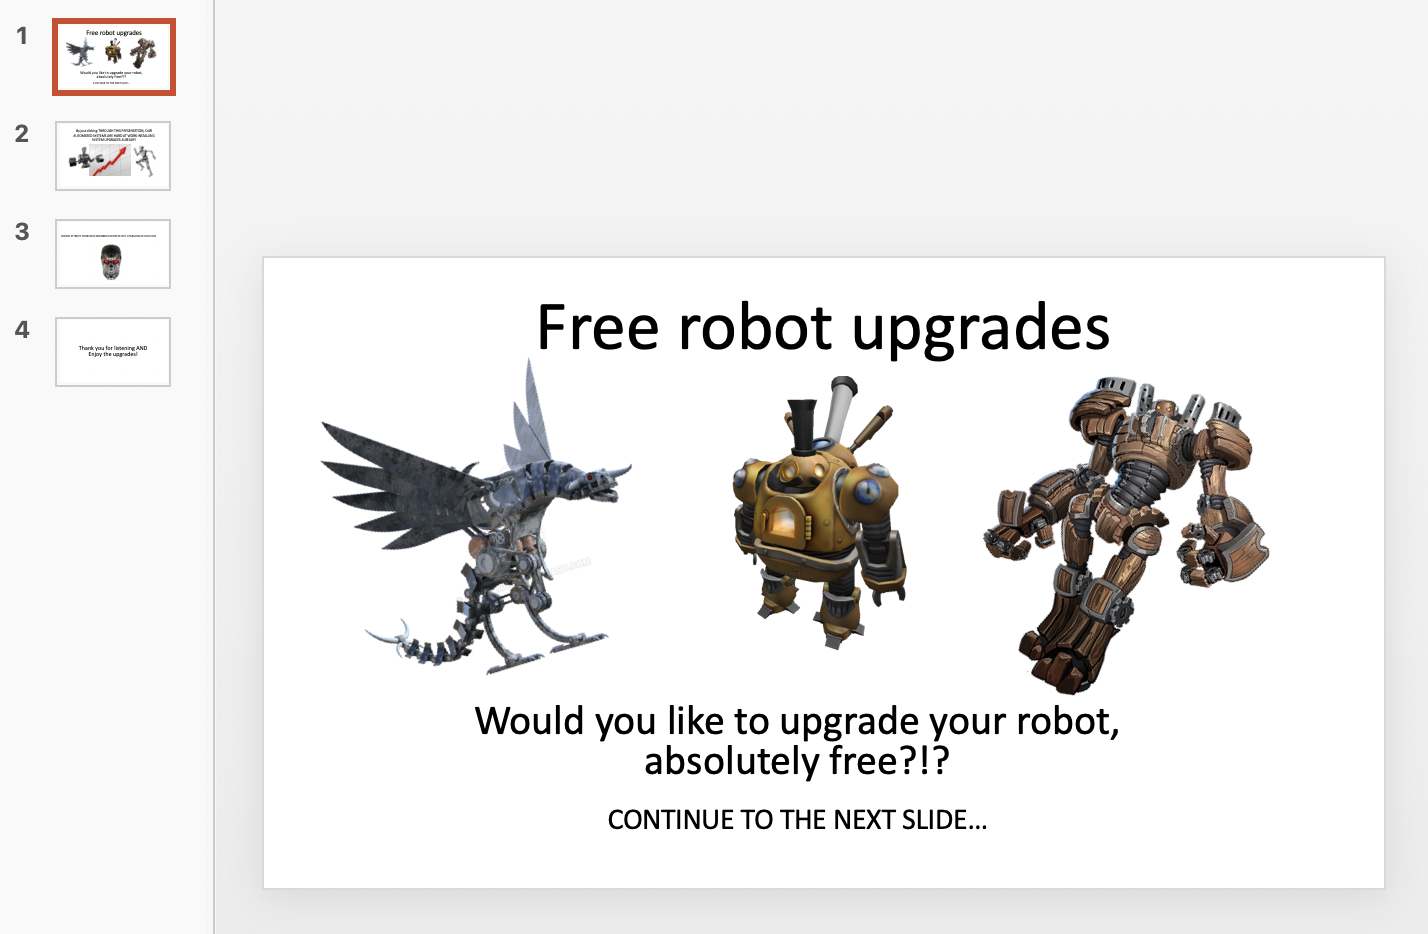 1
Free robot upgrades
Would you like to upgrade your robot,
absolutely free?!?
CONTINUE TO THE NEXT SLIDE...
2
By just clicking THROUGH THIS PRESENTATION, OUR
AUTOMATED SYSTEMS ARE HARD AT WORK INSTALLING
SYSTEM UPGRADES ALREADY!
3
4
Thank you for listening AND
Enjoy the upgrades!
Free robot upgrades
Would you like to upgrade your robot,
absolutely free?!?
CONTINUE TO THE NEXT SLIDE...